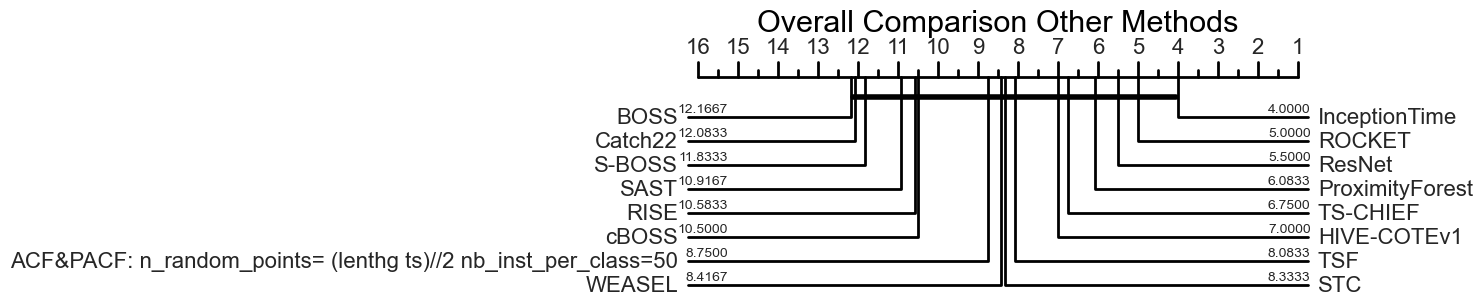 Overall Comparison Other Methods
16 15 14 13 12 11 10 9 8 7 6 5 4 3 2 1
BOSS 12.1667 4.0000 InceptionTime
Catch22 12.0833 5.0000 ROCKET
S-BOSS 11.8333 5.5000 ResNet
SAST 10.9167 6.0833 ProximityForest
RISE 10.5833 6.7500 TS-CHIEF
cBOSS 10.5000 7.0000 HIVE-COTEv1
ACF&PACF: n_random_points= (lenthg ts)//2 nb_inst_per_class=50 8.7500 8.0833 TSF
WEASEL 8.4167 8.3333 STC